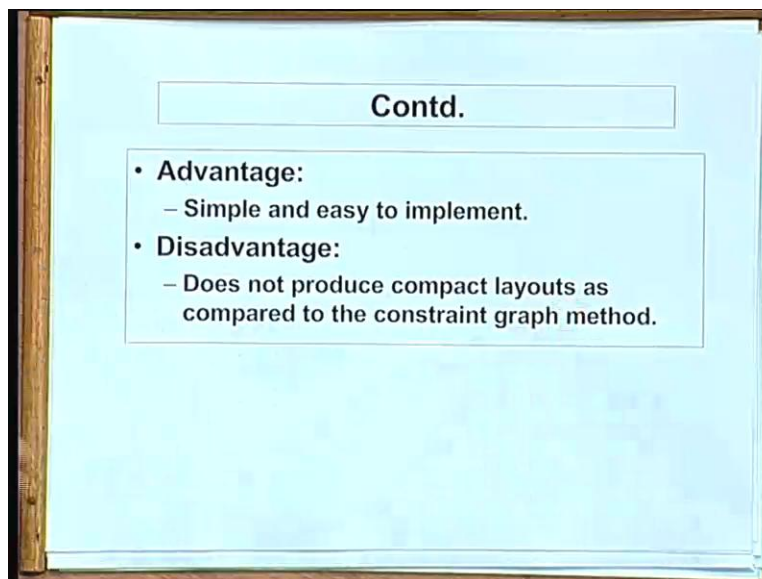 Contd.
• Advantage:
– Simple and easy to implement.
• Disadvantage:
– Does not produce compact layouts as
compared to the constraint graph method.